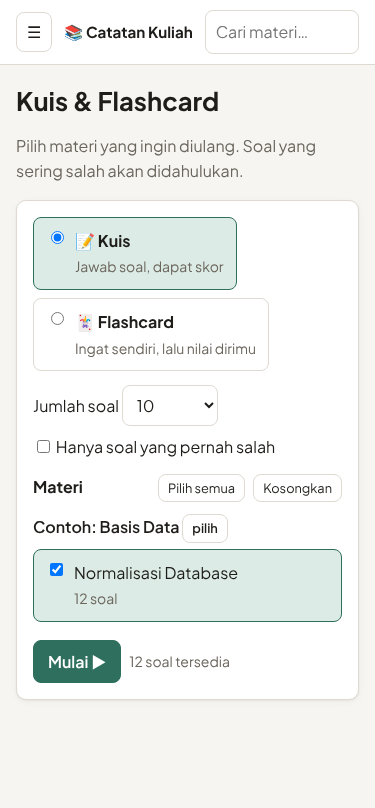 ☰ 📚 Catatan Kuliah Cari materi...
Kuis & Flashcard
Pilih materi yang ingin diulang. Soal yang
sering salah akan didahulukan.
📝 Kuis
Jawab soal, dapat skor
🃏 Flashcard
Ingat sendiri, lalu nilai dirimu
Jumlah soal 10
Hanya soal yang pernah salah
Materi Pilih semua Kosongkan
Contoh: Basis Data pilih
Normalisasi Database
12 soal
Mulai ▶ 12 soal tersedia